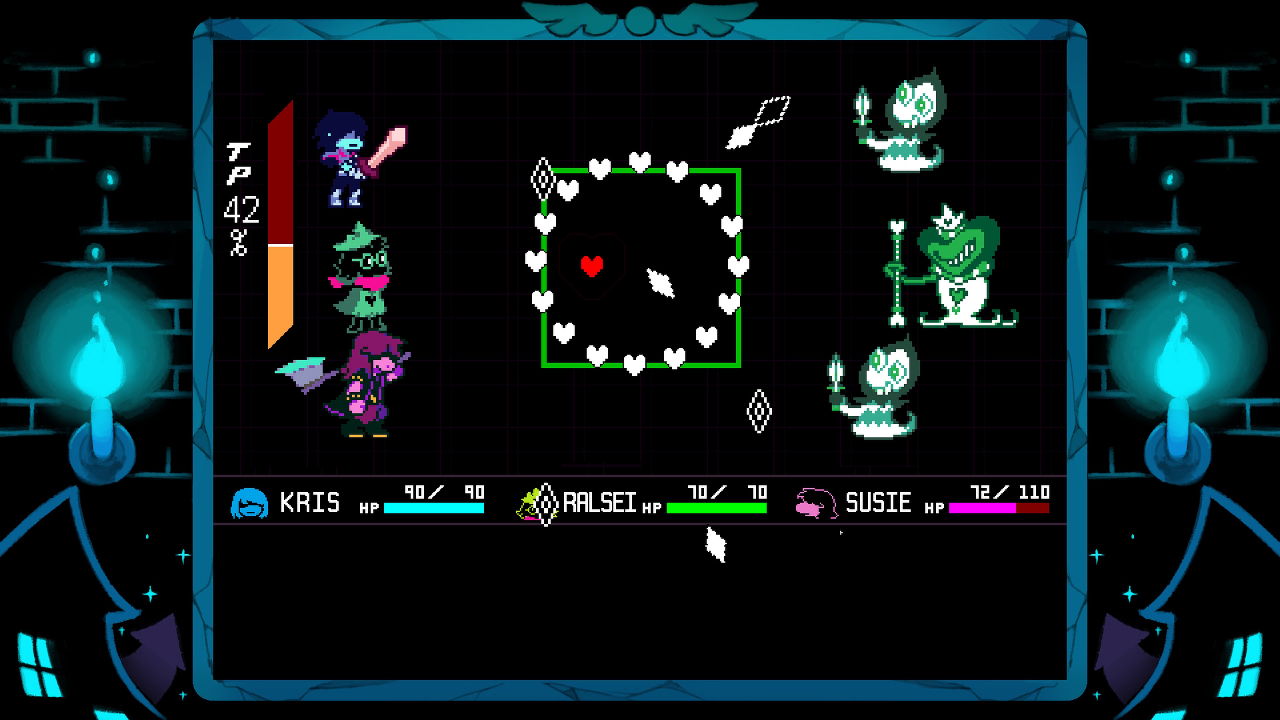 TP
42
%
KRIS HP 90/ 90
RALSEI HP 70/ 70
SUSIE HP 72/ 110